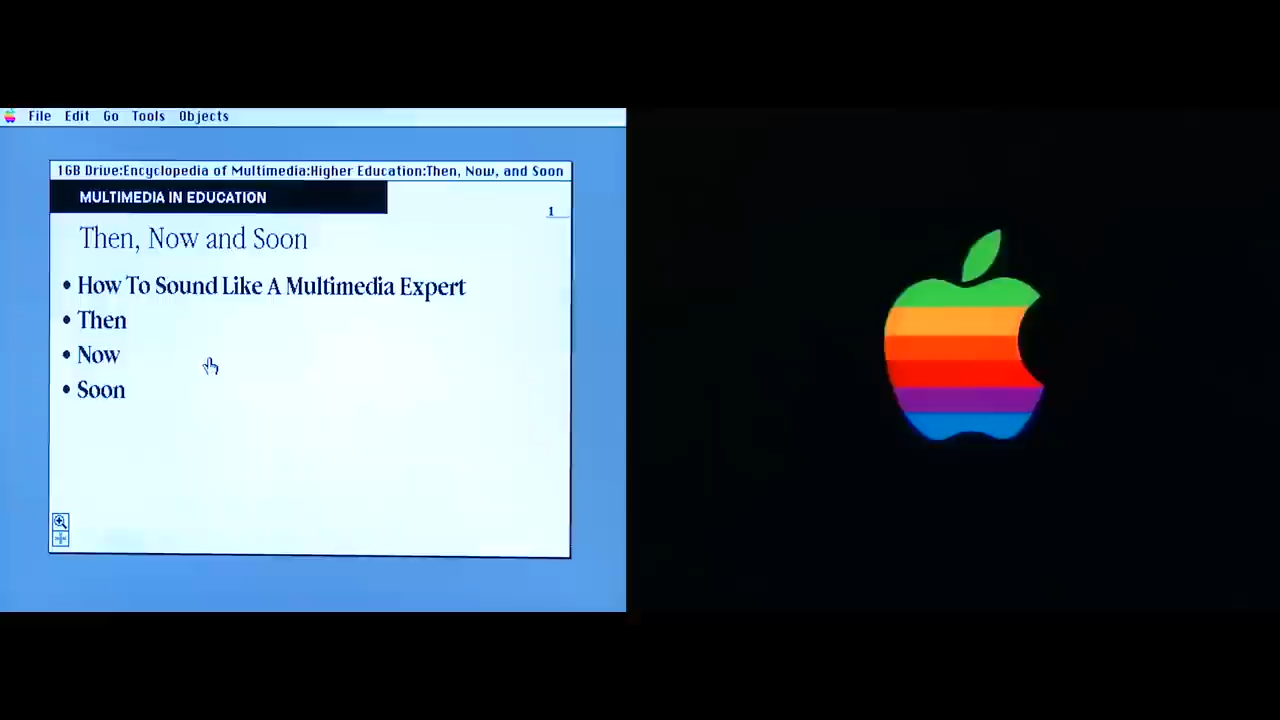 File Edit Go Tools Objects
1GB Drive:Encyclopedia of Multimedia:Higher Education:Then, Now, and Soon
MULTIMEDIA IN EDUCATION
1
Then, Now and Soon
• How To Sound Like A Multimedia Expert
• Then
• Now
• Soon